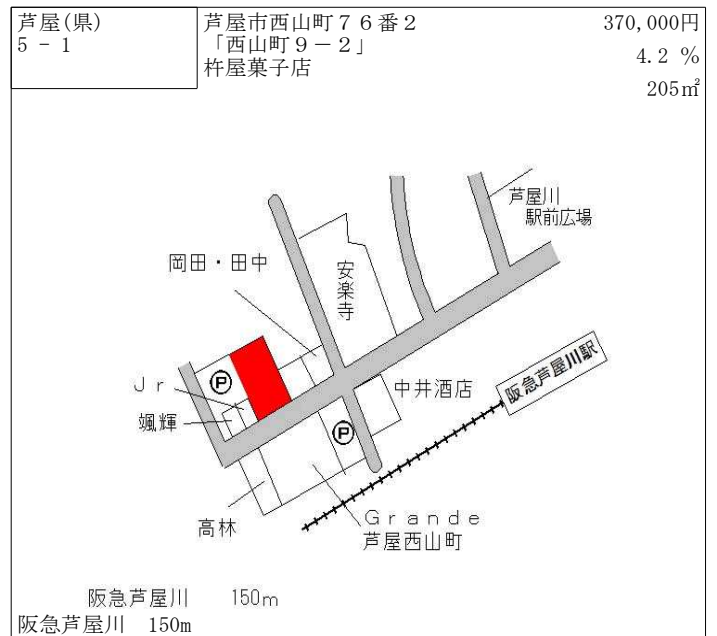 芦屋(県)
5 - 1
芦屋市西山町７６番２
「西山町９－２」
杵屋菓子店
370,000円
4.2 %
205㎡
芦屋川
駅前広場
岡田・田中
安楽寺
Ｊｒ
Ｐ
颯輝
中井酒店
阪急芦屋川駅
Ｐ
高林
Ｇｒａｎｄｅ
芦屋西山町
阪急芦屋川　150m
阪急芦屋川 150m